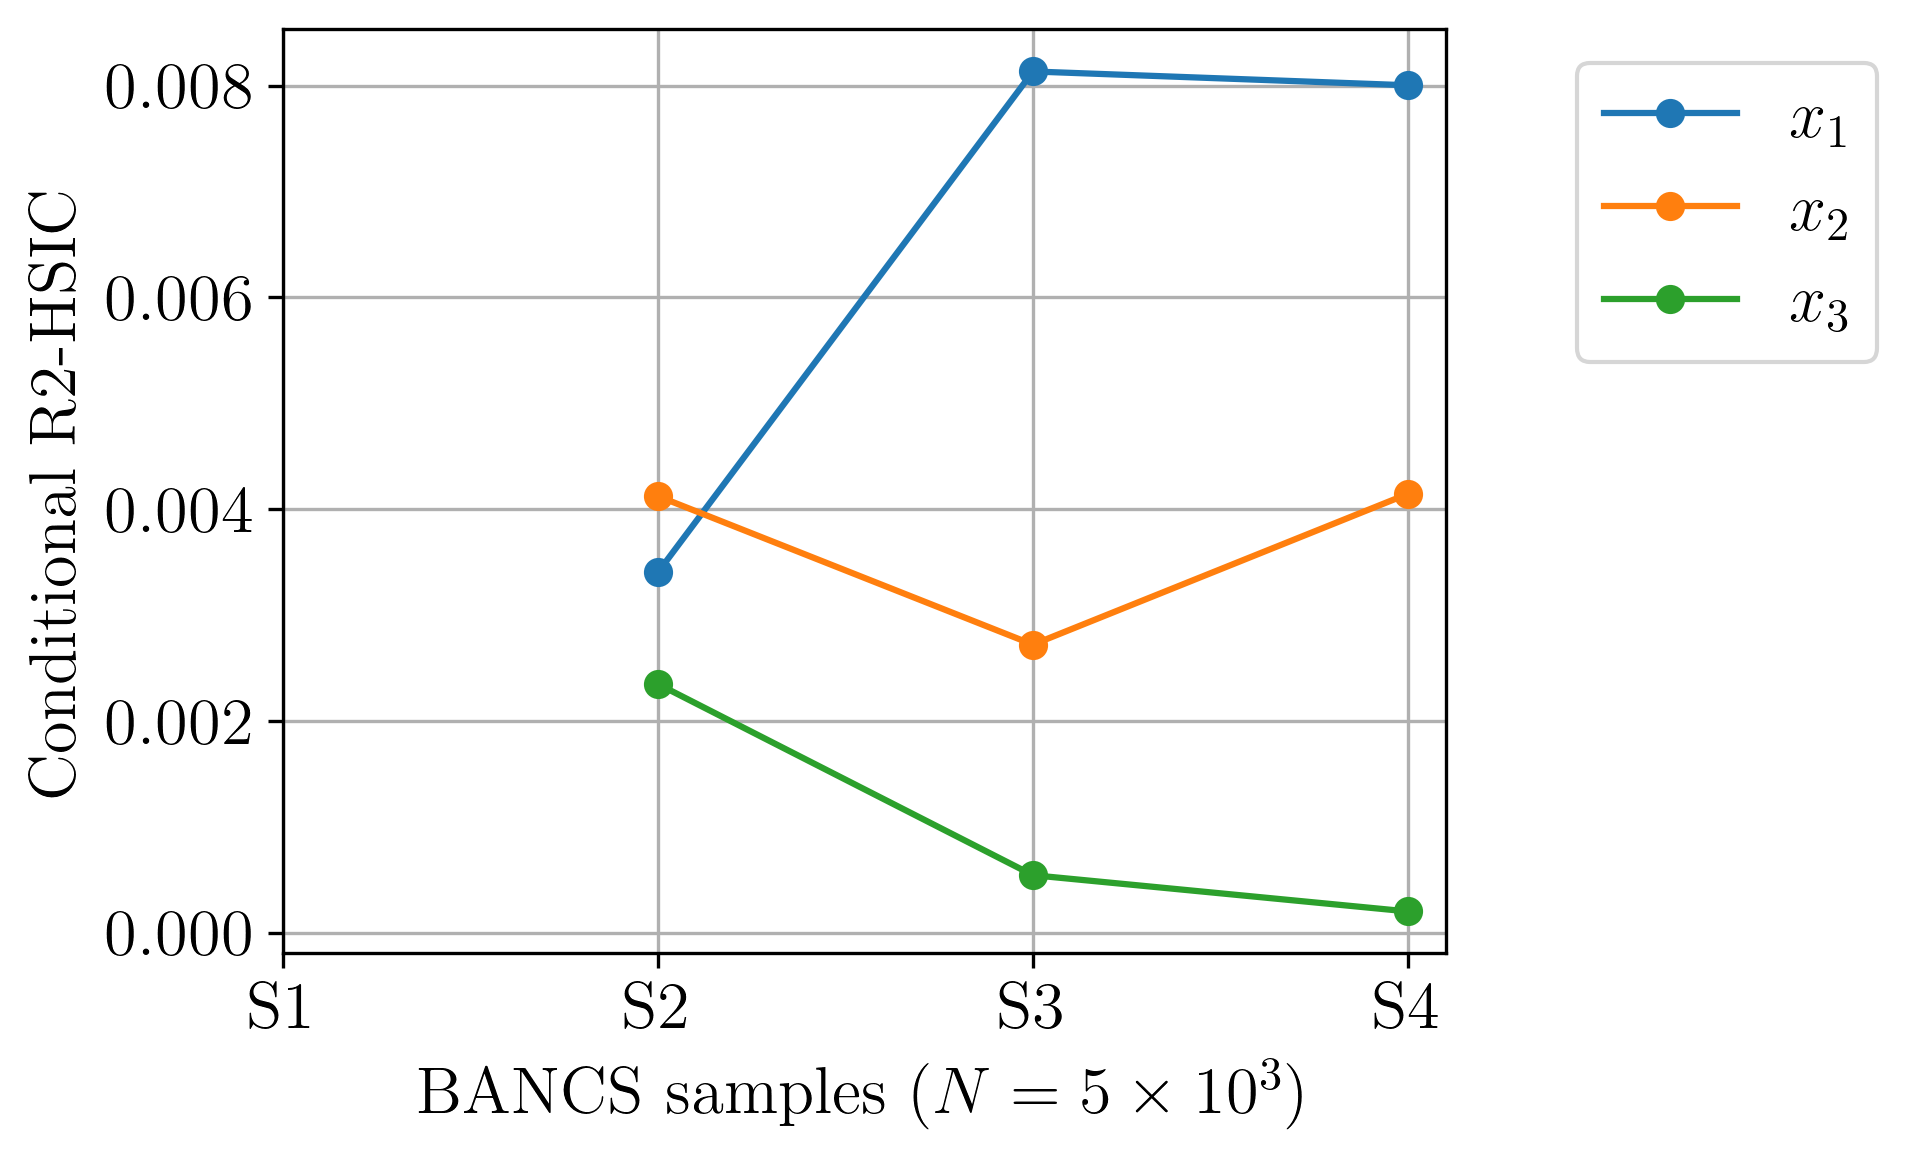 Conditional R2-HSIC
0.008
0.006
0.004
0.002
0.000
S1 S2 S3 S4
BANCS samples (N = 5 × 10³)
x₁
x₂
x₃